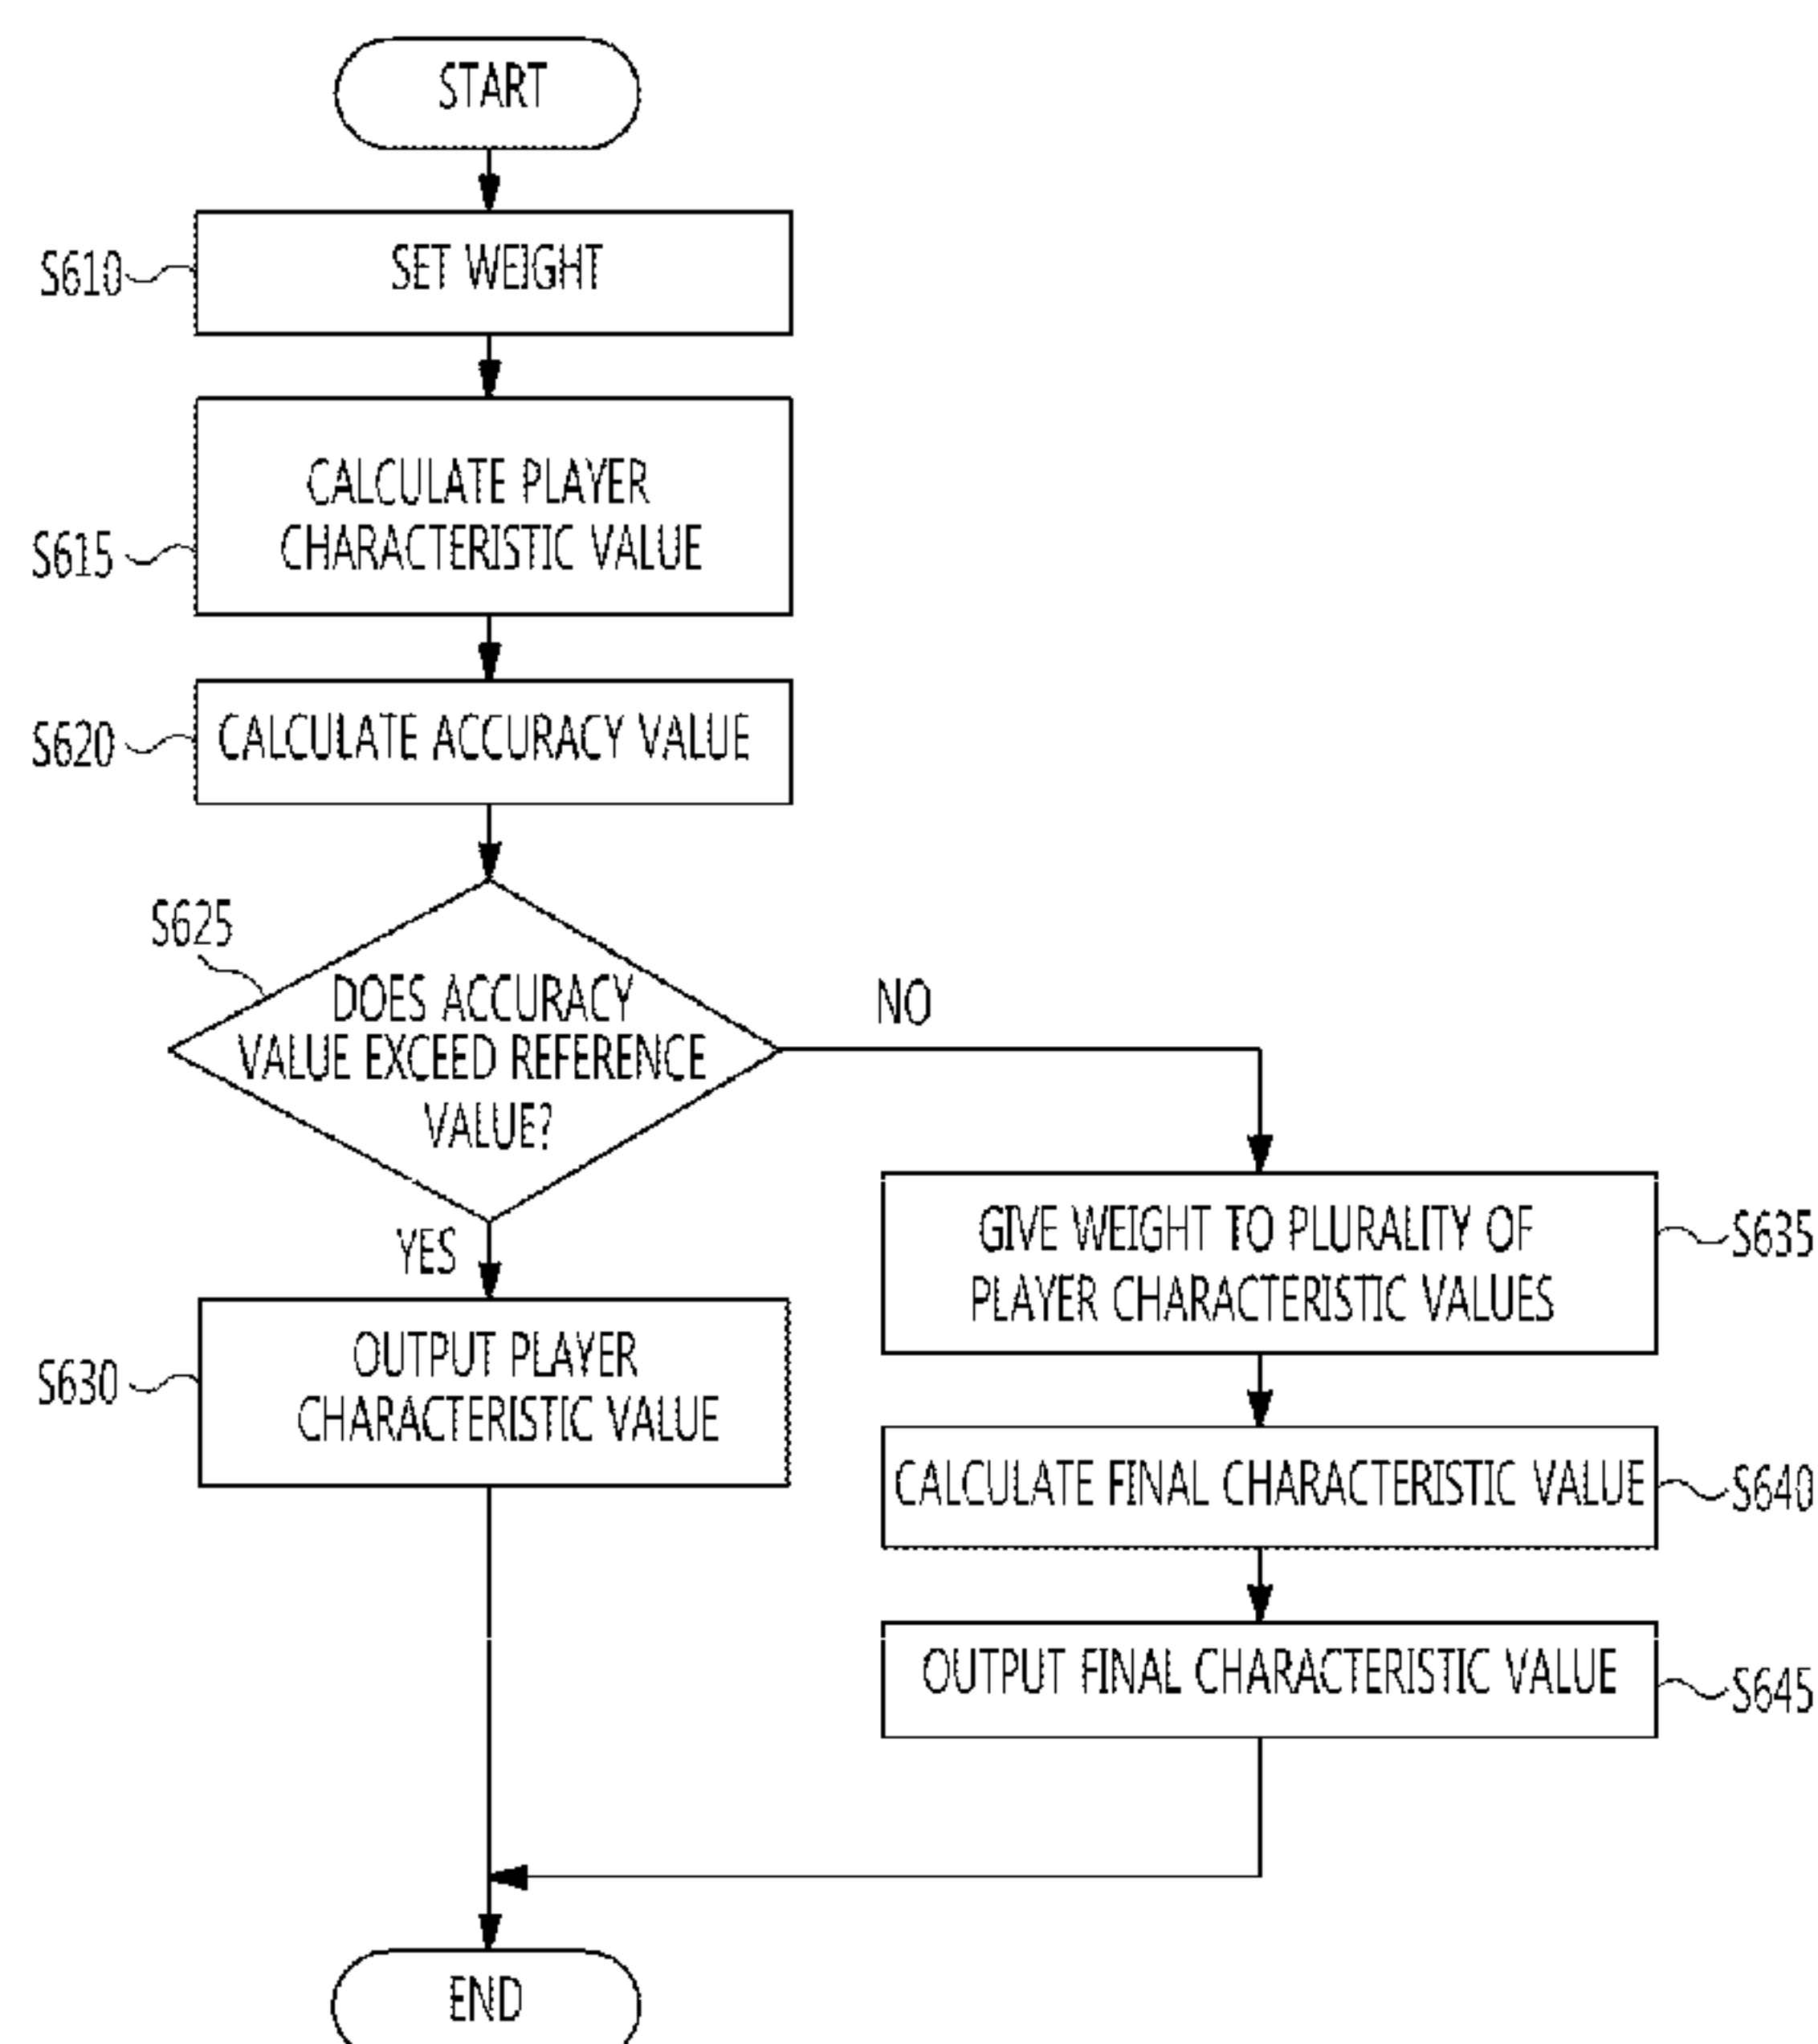 START
S610
SET WEIGHT
S615
CALCULATE PLAYER
CHARACTERISTIC VALUE
S620
CALCULATE ACCURACY VALUE
S625
DOES ACCURACY
VALUE EXCEED REFERENCE
VALUE?
NO
YES
S630
OUTPUT PLAYER
CHARACTERISTIC VALUE
GIVE WEIGHT TO PLURALITY OF
PLAYER CHARACTERISTIC VALUES
S635
CALCULATE FINAL CHARACTERISTIC VALUE
S640
OUTPUT FINAL CHARACTERISTIC VALUE
S645
END